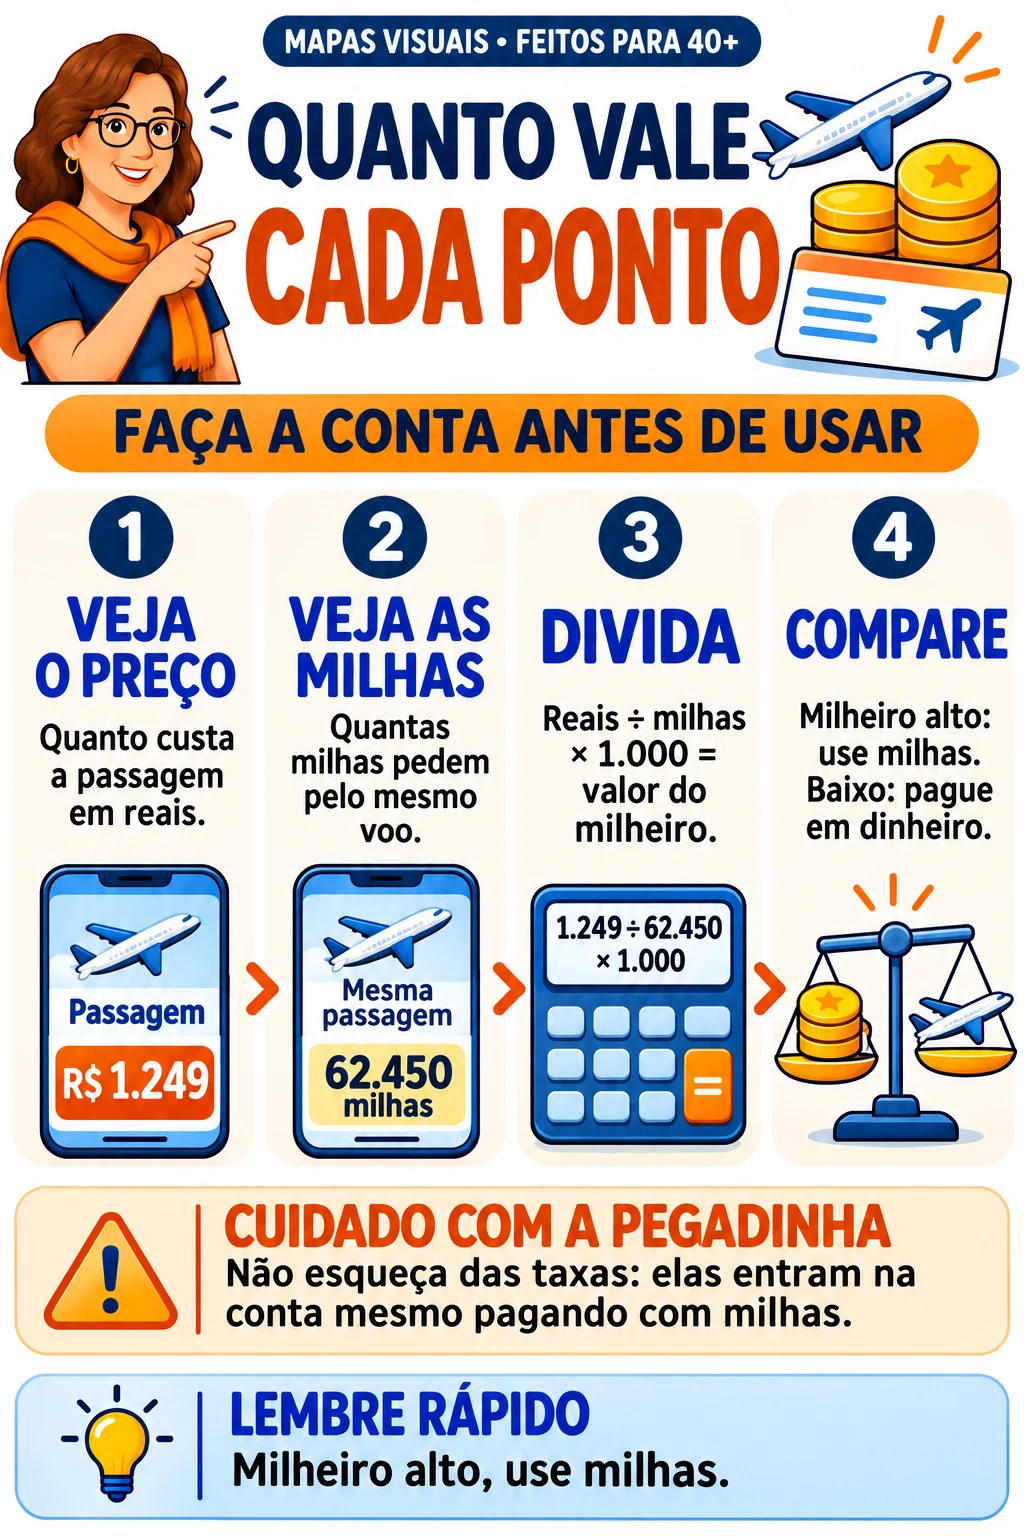 MAPAS VISUAIS • FEITOS PARA 40+
QUANTO VALE
CADA PONTO
FAÇA A CONTA ANTES DE USAR
1
VEJA
O PREÇO
Quanto custa
a passagem
em reais.
Passagem
R$ 1.249
2
VEJA AS
MILHAS
Quantas
milhas pedem
pelo mesmo
voo.
Mesma
passagem
62.450
milhas
3
DIVIDA
Reais ÷ milhas
× 1.000 =
valor do
milheiro.
1.249 ÷ 62.450
× 1.000
=
4
COMPARE
Milheiro alto:
use milhas.
Baixo: pague
em dinheiro.
CUIDADO COM A PEGADINHA
Não esqueça das taxas: elas entram na
conta mesmo pagando com milhas.
LEMBRE RÁPIDO
Milheiro alto, use milhas.